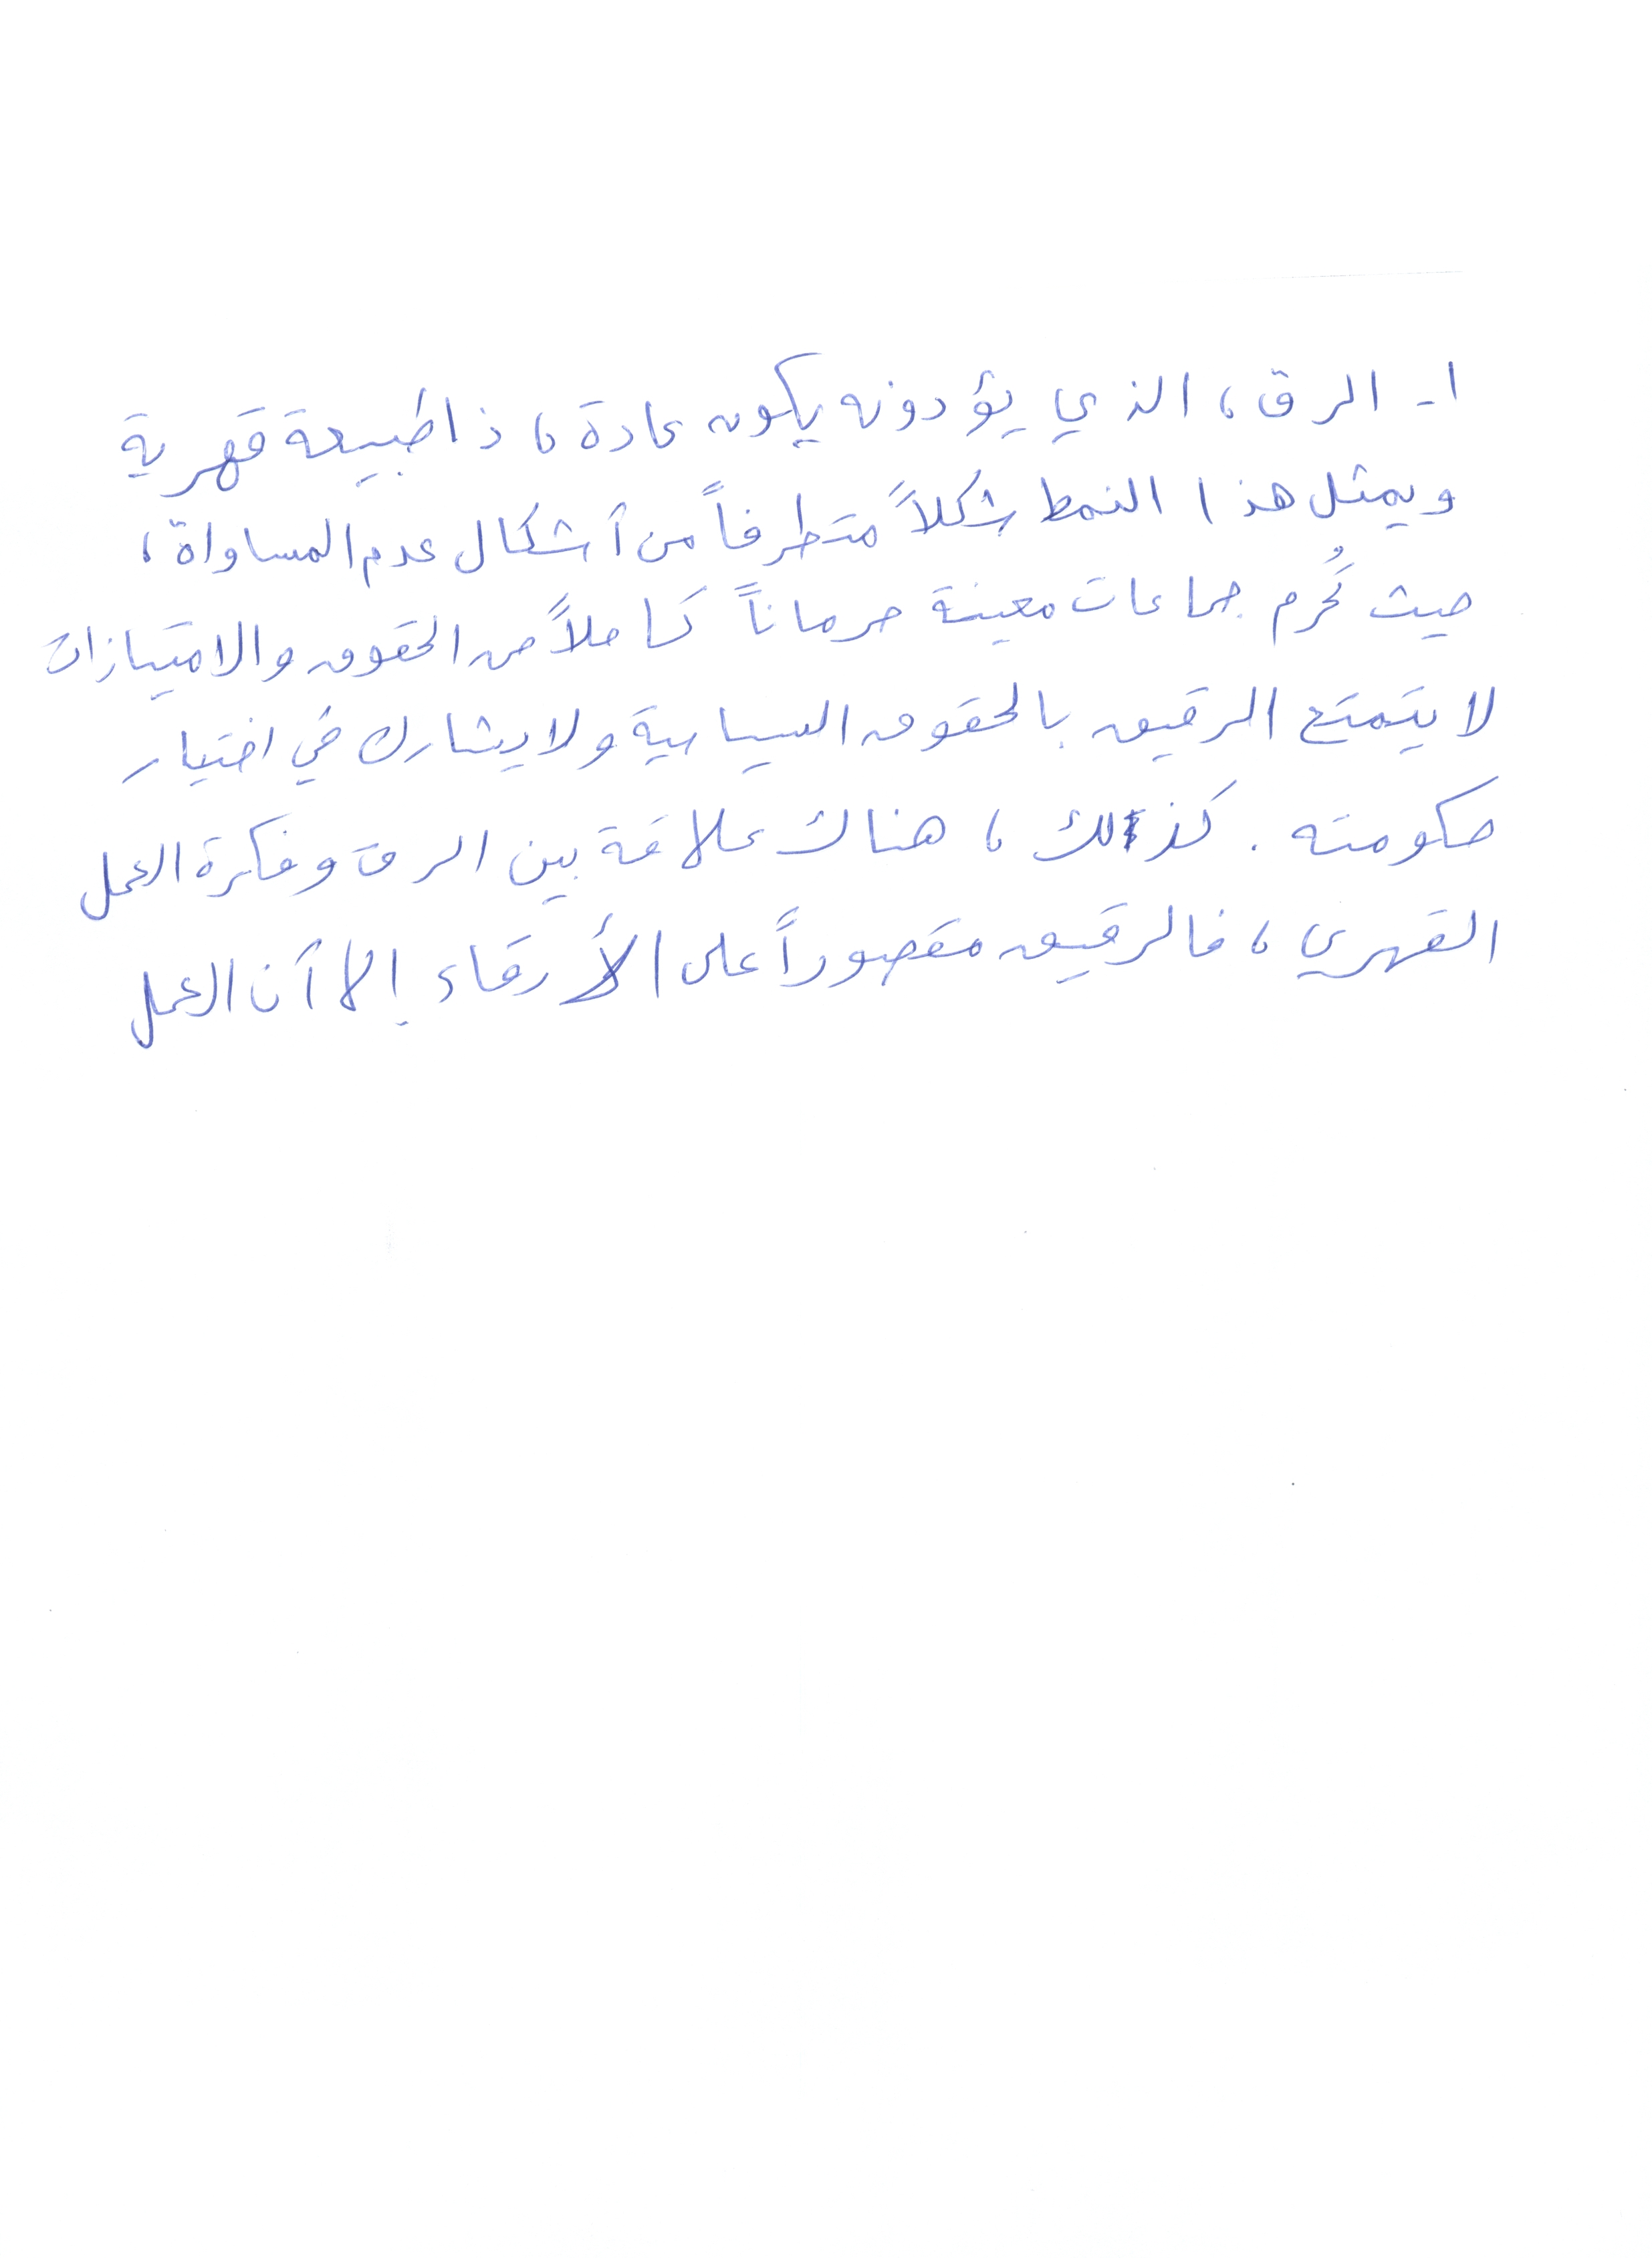 ١- الرق، الذي يؤدونه يكون عادة، ذا طبيعة قهرية
ويمثل هذا النمط شكلاً متطرفاً من أشكال عدم المساواة،
حيث تُحرم جماعات معينة حرماناً كاملاً من الحقوق والامتيازات
لا يتمتع الرقيق بالحقوق السياسية ولا يشارك في اختيار
حكومته. كذلك، هناك علاقة بين الرق وفكرة العمل
القهري، فالرقيق مقصوراً على الأرقاء إلا أن العمل